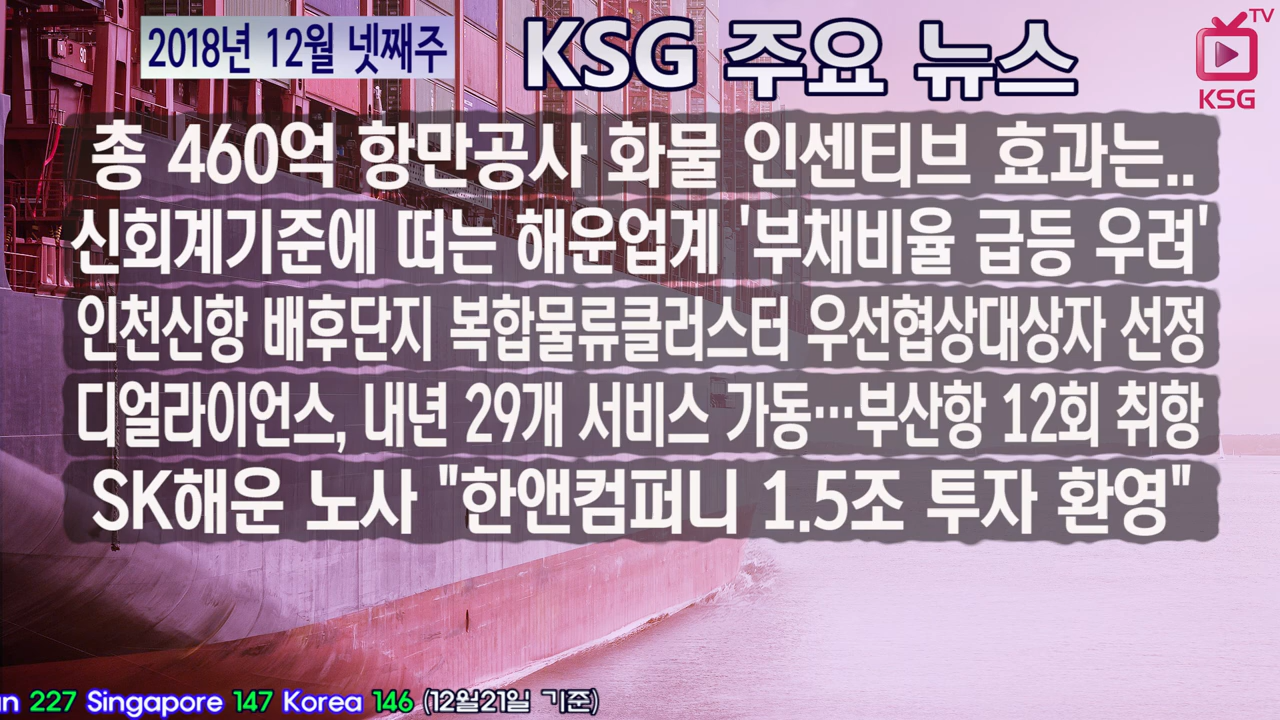 2018년 12월 넷째주
KSG 주요 뉴스
TV
KSG
총 460억 항만공사 화물 인센티브 효과는..
신회계기준에 떠는 해운업계 '부채비율 급등 우려'
인천신항 배후단지 복합물류클러스터 우선협상대상자 선정
디얼라이언스, 내년 29개 서비스 가동…부산항 12회 취항
SK해운 노사 "한앤컴퍼니 1.5조 투자 환영"
227 Singapore 147 Korea 146 (12월21일 기준)